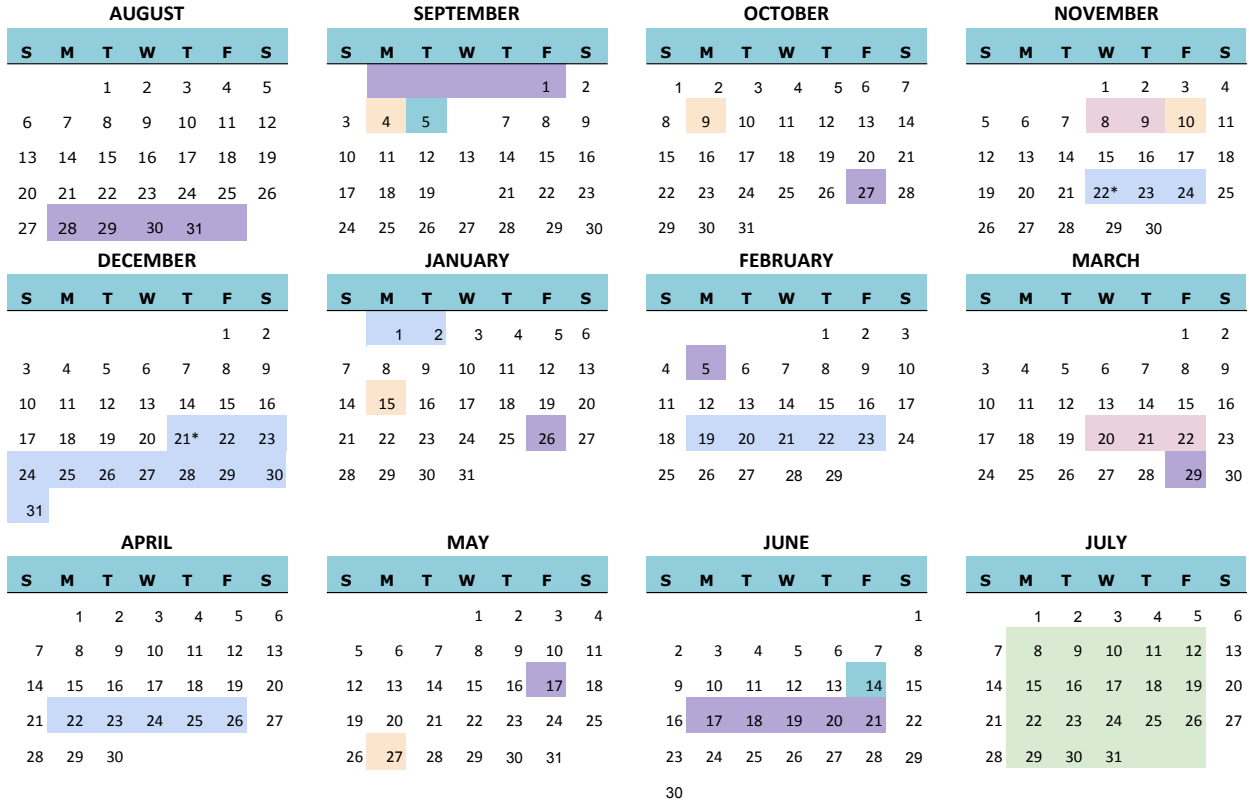 AUGUST SEPTEMBER OCTOBER NOVEMBER
S M T W T F S S M T W T F S S M T W T F S S M T W T F S
1 2 3 4 5 1 2 1 2 3 4 5 6 7 1 2 3 4
6 7 8 9 10 11 12 3 4 5 7 8 9 8 9 10 11 12 13 14 5 6 7 8 9 10 11
13 14 15 16 17 18 19 10 11 12 13 14 15 16 15 16 17 18 19 20 21 12 13 14 15 16 17 18
20 21 22 23 24 25 26 17 18 19 21 22 23 22 23 24 25 26 27 28 19 20 21 22* 23 24 25
27 28 29 30 31 24 25 26 27 28 29 30 29 30 31 26 27 28 29 30
DECEMBER JANUARY FEBRUARY MARCH
S M T W T F S S M T W T F S S M T W T F S S M T W T F S
1 2 1 2 3 4 5 6 1 2 3 1 2
3 4 5 6 7 8 9 7 8 9 10 11 12 13 4 5 6 7 8 9 10 3 4 5 6 7 8 9
10 11 12 13 14 15 16 14 15 16 17 18 19 20 11 12 13 14 15 16 17 10 11 12 13 14 15 16
17 18 19 20 21* 22 23 21 22 23 24 25 26 27 18 19 20 21 22 23 24 17 18 19 20 21 22 23
24 25 26 27 28 29 30 28 29 30 31 25 26 27 28 29 24 25 26 27 28 29 30
31
APRIL MAY JUNE JULY
S M T W T F S S M T W T F S S M T W T F S S M T W T F S
1 2 3 4 5 6 1 2 3 4 1 1 2 3 4 5 6
7 8 9 10 11 12 13 5 6 7 8 9 10 11 2 3 4 5 6 7 8 7 8 9 10 11 12 13
14 15 16 17 18 19 20 12 13 14 15 16 17 18 9 10 11 12 13 14 15 14 15 16 17 18 19 20
21 22 23 24 25 26 27 19 20 21 22 23 24 25 16 17 18 19 20 21 22 21 22 23 24 25 26 27
28 29 30 26 27 28 29 30 31 23 24 25 26 27 28 29 28 29 30 31
30